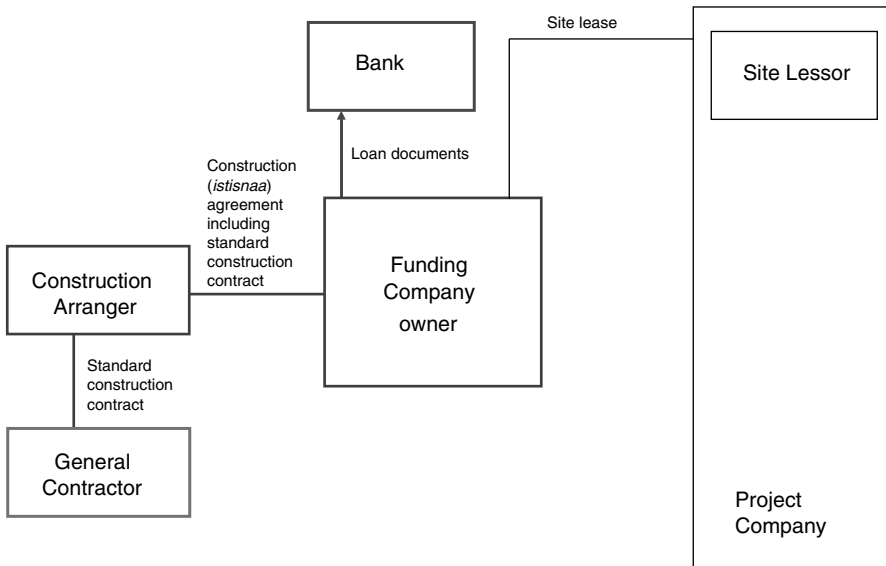 Site lease
Bank
Site Lessor
Loan documents
Construction
(istisnaa)
agreement
including
standard
construction
contract
Funding
Company
owner
Construction
Arranger
Standard
construction
contract
General
Contractor
Project
Company